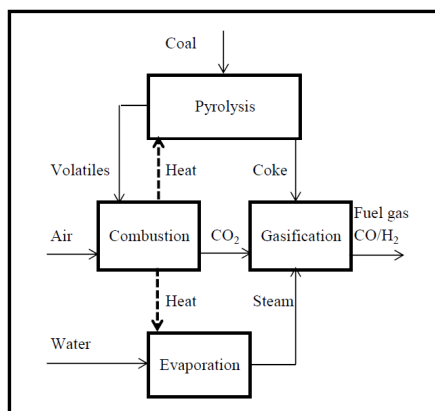 Coal
Pyrolysis
Volatiles
Heat
Coke
Fuel gas
CO/H₂
Air
Combustion
CO₂
Gasification
Heat
Steam
Water
Evaporation